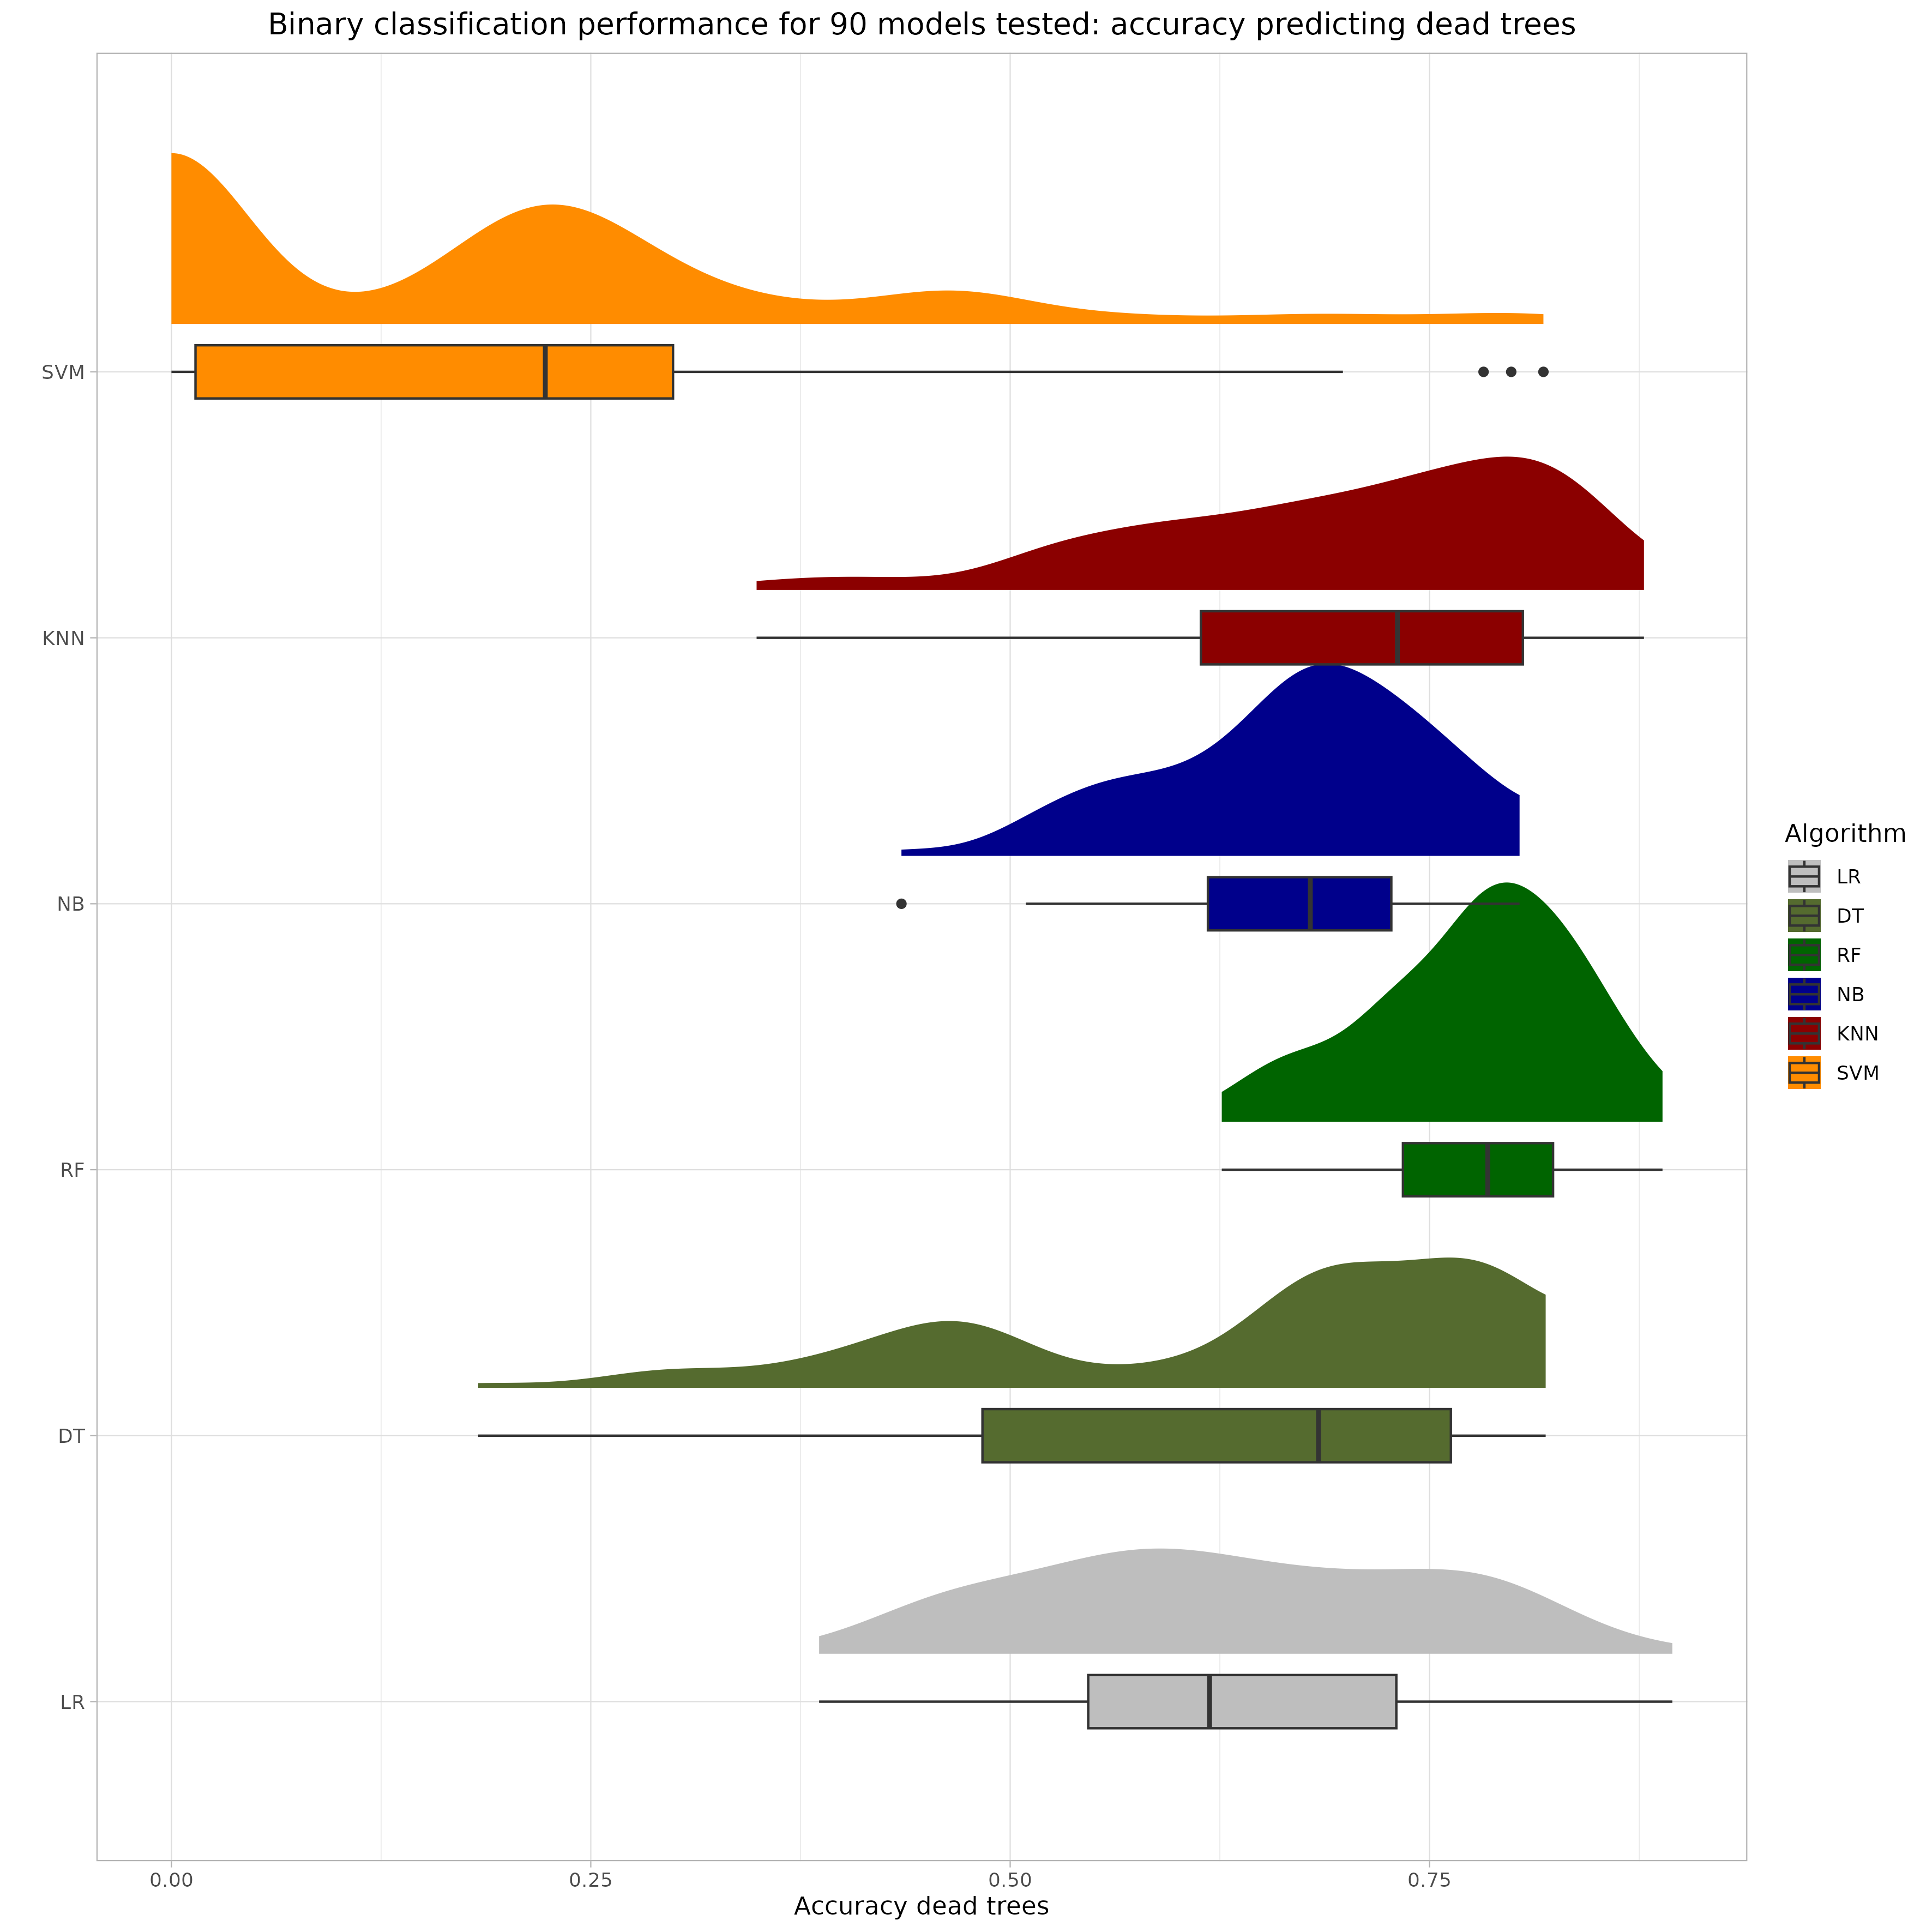 Binary classification performance for 90 models tested: accuracy predicting dead trees
SVM
KNN
NB
RF
DT
LR
0.00 0.25 0.50 0.75
Accuracy dead trees
Algorithm
LR
DT
RF
NB
KNN
SVM